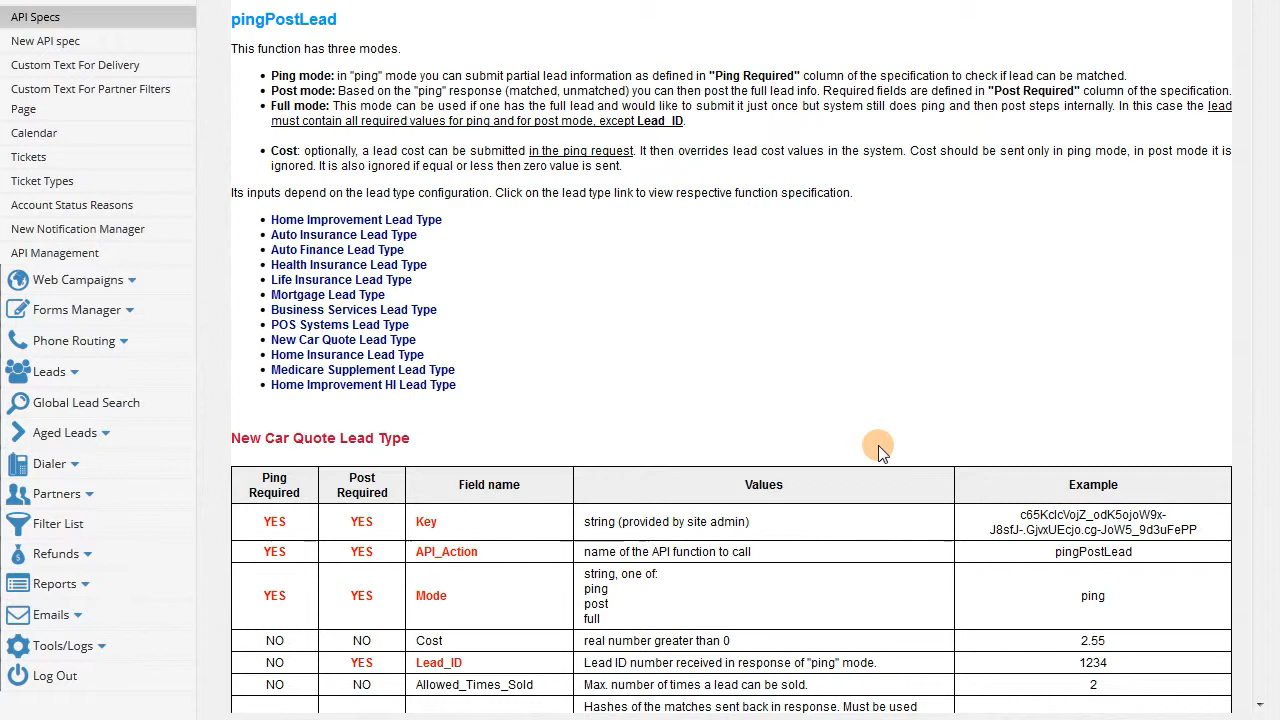 API Specs
New API spec
Custom Text For Delivery
Custom Text For Partner Filters
Page
Calendar
Tickets
Ticket Types
Account Status Reasons
New Notification Manager
API Management
Web Campaigns
Forms Manager
Phone Routing
Leads
Global Lead Search
Aged Leads
Dialer
Partners
Filter List
Refunds
Reports
Emails
Tools/Logs
Log Out
pingPostLead
This function has three modes.
• Ping mode: in "ping" mode you can submit partial lead information as defined in "Ping Required" column of the specification to check if lead can be matched.
• Post mode: Based on the "ping" response (matched, unmatched) you can then post the full lead info. Required fields are defined in "Post Required" column of the specification.
• Full mode: This mode can be used if one has the full lead and would like to submit it just once but system still does ping and then post steps internally. In this case the lead
must contain all required values for ping and for post mode, except Lead_ID.
• Cost: optionally, a lead cost can be submitted in the ping request. It then overrides lead cost values in the system. Cost should be sent only in ping mode, in post mode it is
ignored. It is also ignored if equal or less then zero value is sent.
Its inputs depend on the lead type configuration. Click on the lead type link to view respective function specification.
• Home Improvement Lead Type
• Auto Insurance Lead Type
• Auto Finance Lead Type
• Health Insurance Lead Type
• Life Insurance Lead Type
• Mortgage Lead Type
• Business Services Lead Type
• POS Systems Lead Type
• New Car Quote Lead Type
• Home Insurance Lead Type
• Medicare Supplement Lead Type
• Home Improvement HI Lead Type
New Car Quote Lead Type
Ping Required Post Required Field name Values Example
YES YES Key string (provided by site admin) c65KcIcVojZ_odK5ojoW9x-
J8sfJ-.GjvxUEcjo.cg-JoW5_9d3uFePP
YES YES API_Action name of the API function to call pingPostLead
YES YES Mode string, one of: ping
ping
post
full
NO NO Cost real number greater than 0 2.55
NO YES Lead_ID Lead ID number received in response of "ping" mode. 1234
NO NO Allowed_Times_Sold Max. number of times a lead can be sold. 2
Hashes of the matches sent back in response. Must be used